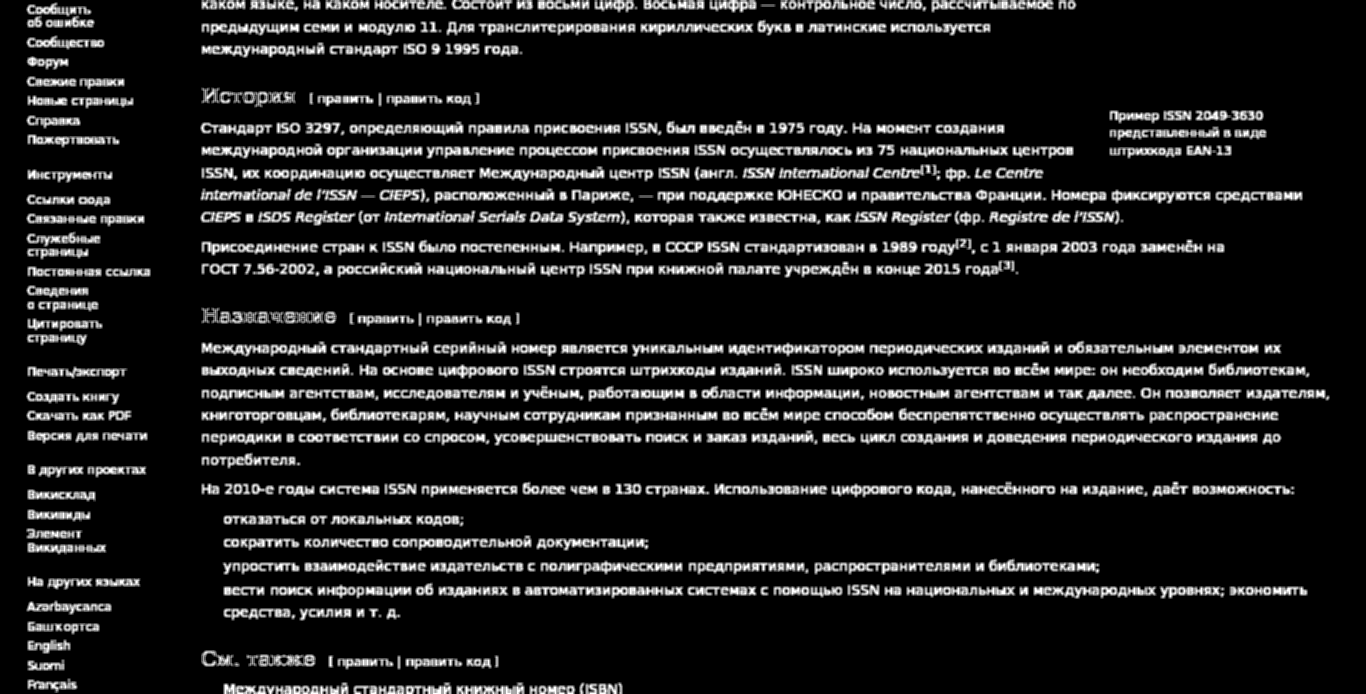 Сообщить
об ошибке
Сообщество
Форум
Свежие правки
Новые страницы
Справка
Пожертвовать
Инструменты
Ссылки сюда
Связанные правки
Служебные
страницы
Постоянная ссылка
Сведения
о странице
Цитировать
страницу
Печать/экспорт
Создать книгу
Скачать как PDF
Версия для печати
В других проектах
Викисклад
Викивиды
Элемент
Викиданных
На других языках
Azərbaycanca
Башҡортса
English
Suomi
Français
каком языке, на каком носителе. Состоит из восьми цифр. Восьмая цифра — контрольное число, рассчитываемое по
предыдущим семи и модулю 11. Для транслитерирования кириллических букв в латинские используется
международный стандарт ISO 9 1995 года.
История [ править | править код ]
Стандарт ISO 3297, определяющий правила присвоения ISSN, был введён в 1975 году. На момент создания
международной организации управление процессом присвоения ISSN осуществлялось из 75 национальных центров
ISSN, их координацию осуществляет Международный центр ISSN (англ. ISSN International Centre[1]; фр. Le Centre
international de l'ISSN — CIEPS), расположенный в Париже, — при поддержке ЮНЕСКО и правительства Франции. Номера фиксируются средствами
CIEPS в ISDS Register (от International Serials Data System), которая также известна, как ISSN Register (фр. Registre de l'ISSN).
Присоединение стран к ISSN было постепенным. Например, в СССР ISSN стандартизован в 1989 году[2], с 1 января 2003 года заменён на
ГОСТ 7.56-2002, а российский национальный центр ISSN при книжной палате учреждён в конце 2015 года[3].
Пример ISSN 2049-3630
представленный в виде
штрихкода EAN-13
Назначение [ править | править код ]
Международный стандартный серийный номер является уникальным идентификатором периодических изданий и обязательным элементом их
выходных сведений. На основе цифрового ISSN строятся штрихкоды изданий. ISSN широко используется во всём мире: он необходим библиотекам,
подписным агентствам, исследователям и учёным, работающим в области информации, новостным агентствам и так далее. Он позволяет издателям,
книготорговцам, библиотекарям, научным сотрудникам признанным во всём мире способом беспрепятственно осуществлять распространение
периодики в соответствии со спросом, усовершенствовать поиск и заказ изданий, весь цикл создания и доведения периодического издания до
потребителя.
На 2010-е годы система ISSN применяется более чем в 130 странах. Использование цифрового кода, нанесённого на издание, даёт возможность:
отказаться от локальных кодов;
сократить количество сопроводительной документации;
упростить взаимодействие издательств с полиграфическими предприятиями, распространителями и библиотеками;
вести поиск информации об изданиях в автоматизированных системах с помощью ISSN на национальных и международных уровнях; экономить
средства, усилия и т. д.
См. также [ править | править код ]
Международный стандартный книжный номер (ISBN)